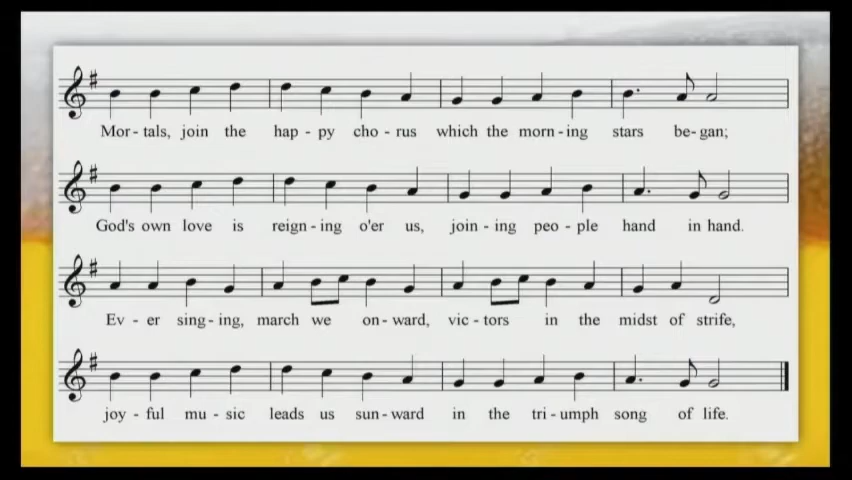 Mor - tals, join the hap - py cho - rus which the morn - ing stars be - gan;
God's own love is reign - ing o'er us, join - ing peo - ple hand in hand.
Ev - er sing - ing, march we on - ward, vic - tors in the midst of strife,
joy - ful mu - sic leads us sun - ward in the tri - umph song of life.